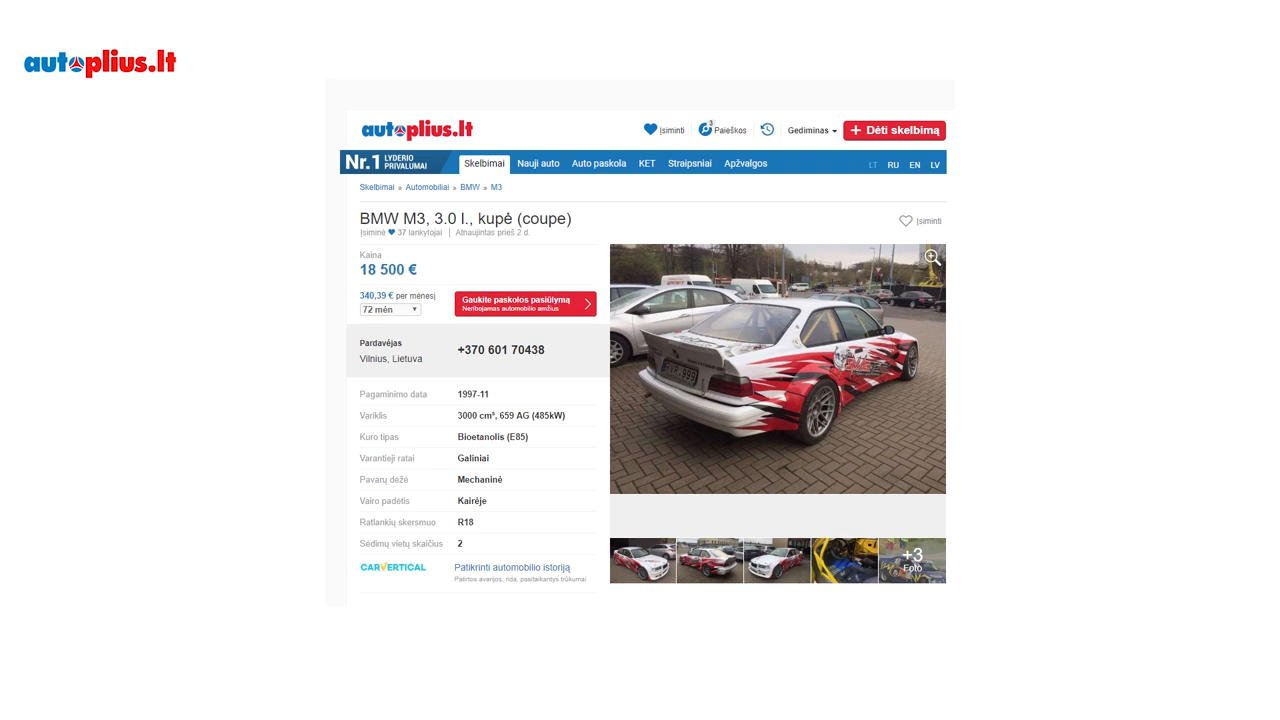 autoplius.lt
autoplius.lt
Įsiminti
3
Paieškos
Gediminas
+ Dėti skelbimą
Nr.1 LYDERIO PRIVALUMAI
Skelbimai Nauji auto Auto paskola KET Straipsniai Apžvalgos
LT RU EN LV
Skelbimai » Automobiliai » BMW » M3
BMW M3, 3.0 l., kupė (coupe)
Įsiminė 37 lankytojai | Atnaujintas prieš 2 d.
Įsiminti
Kaina
18 500 €
340,39 € per mėnesį
72 mėn
Gaukite paskolos pasiūlymą
Neribojamas automobilio amžius
Pardavėjas
Vilnius, Lietuva
+370 601 70438
Pagaminimo data 1997-11
Variklis 3000 cm³, 659 AG (485kW)
Kuro tipas Bioetanolis (E85)
Varantieji ratai Galiniai
Pavarų dėžė Mechaninė
Vairo padėtis Kairėje
Ratlankių skersmuo R18
Sėdimų vietų skaičius 2
CARVERTICAL
Patikrinti automobilio istoriją
Patirtos avarijos, rida, pasitaikantys trūkumai
+3
Foto